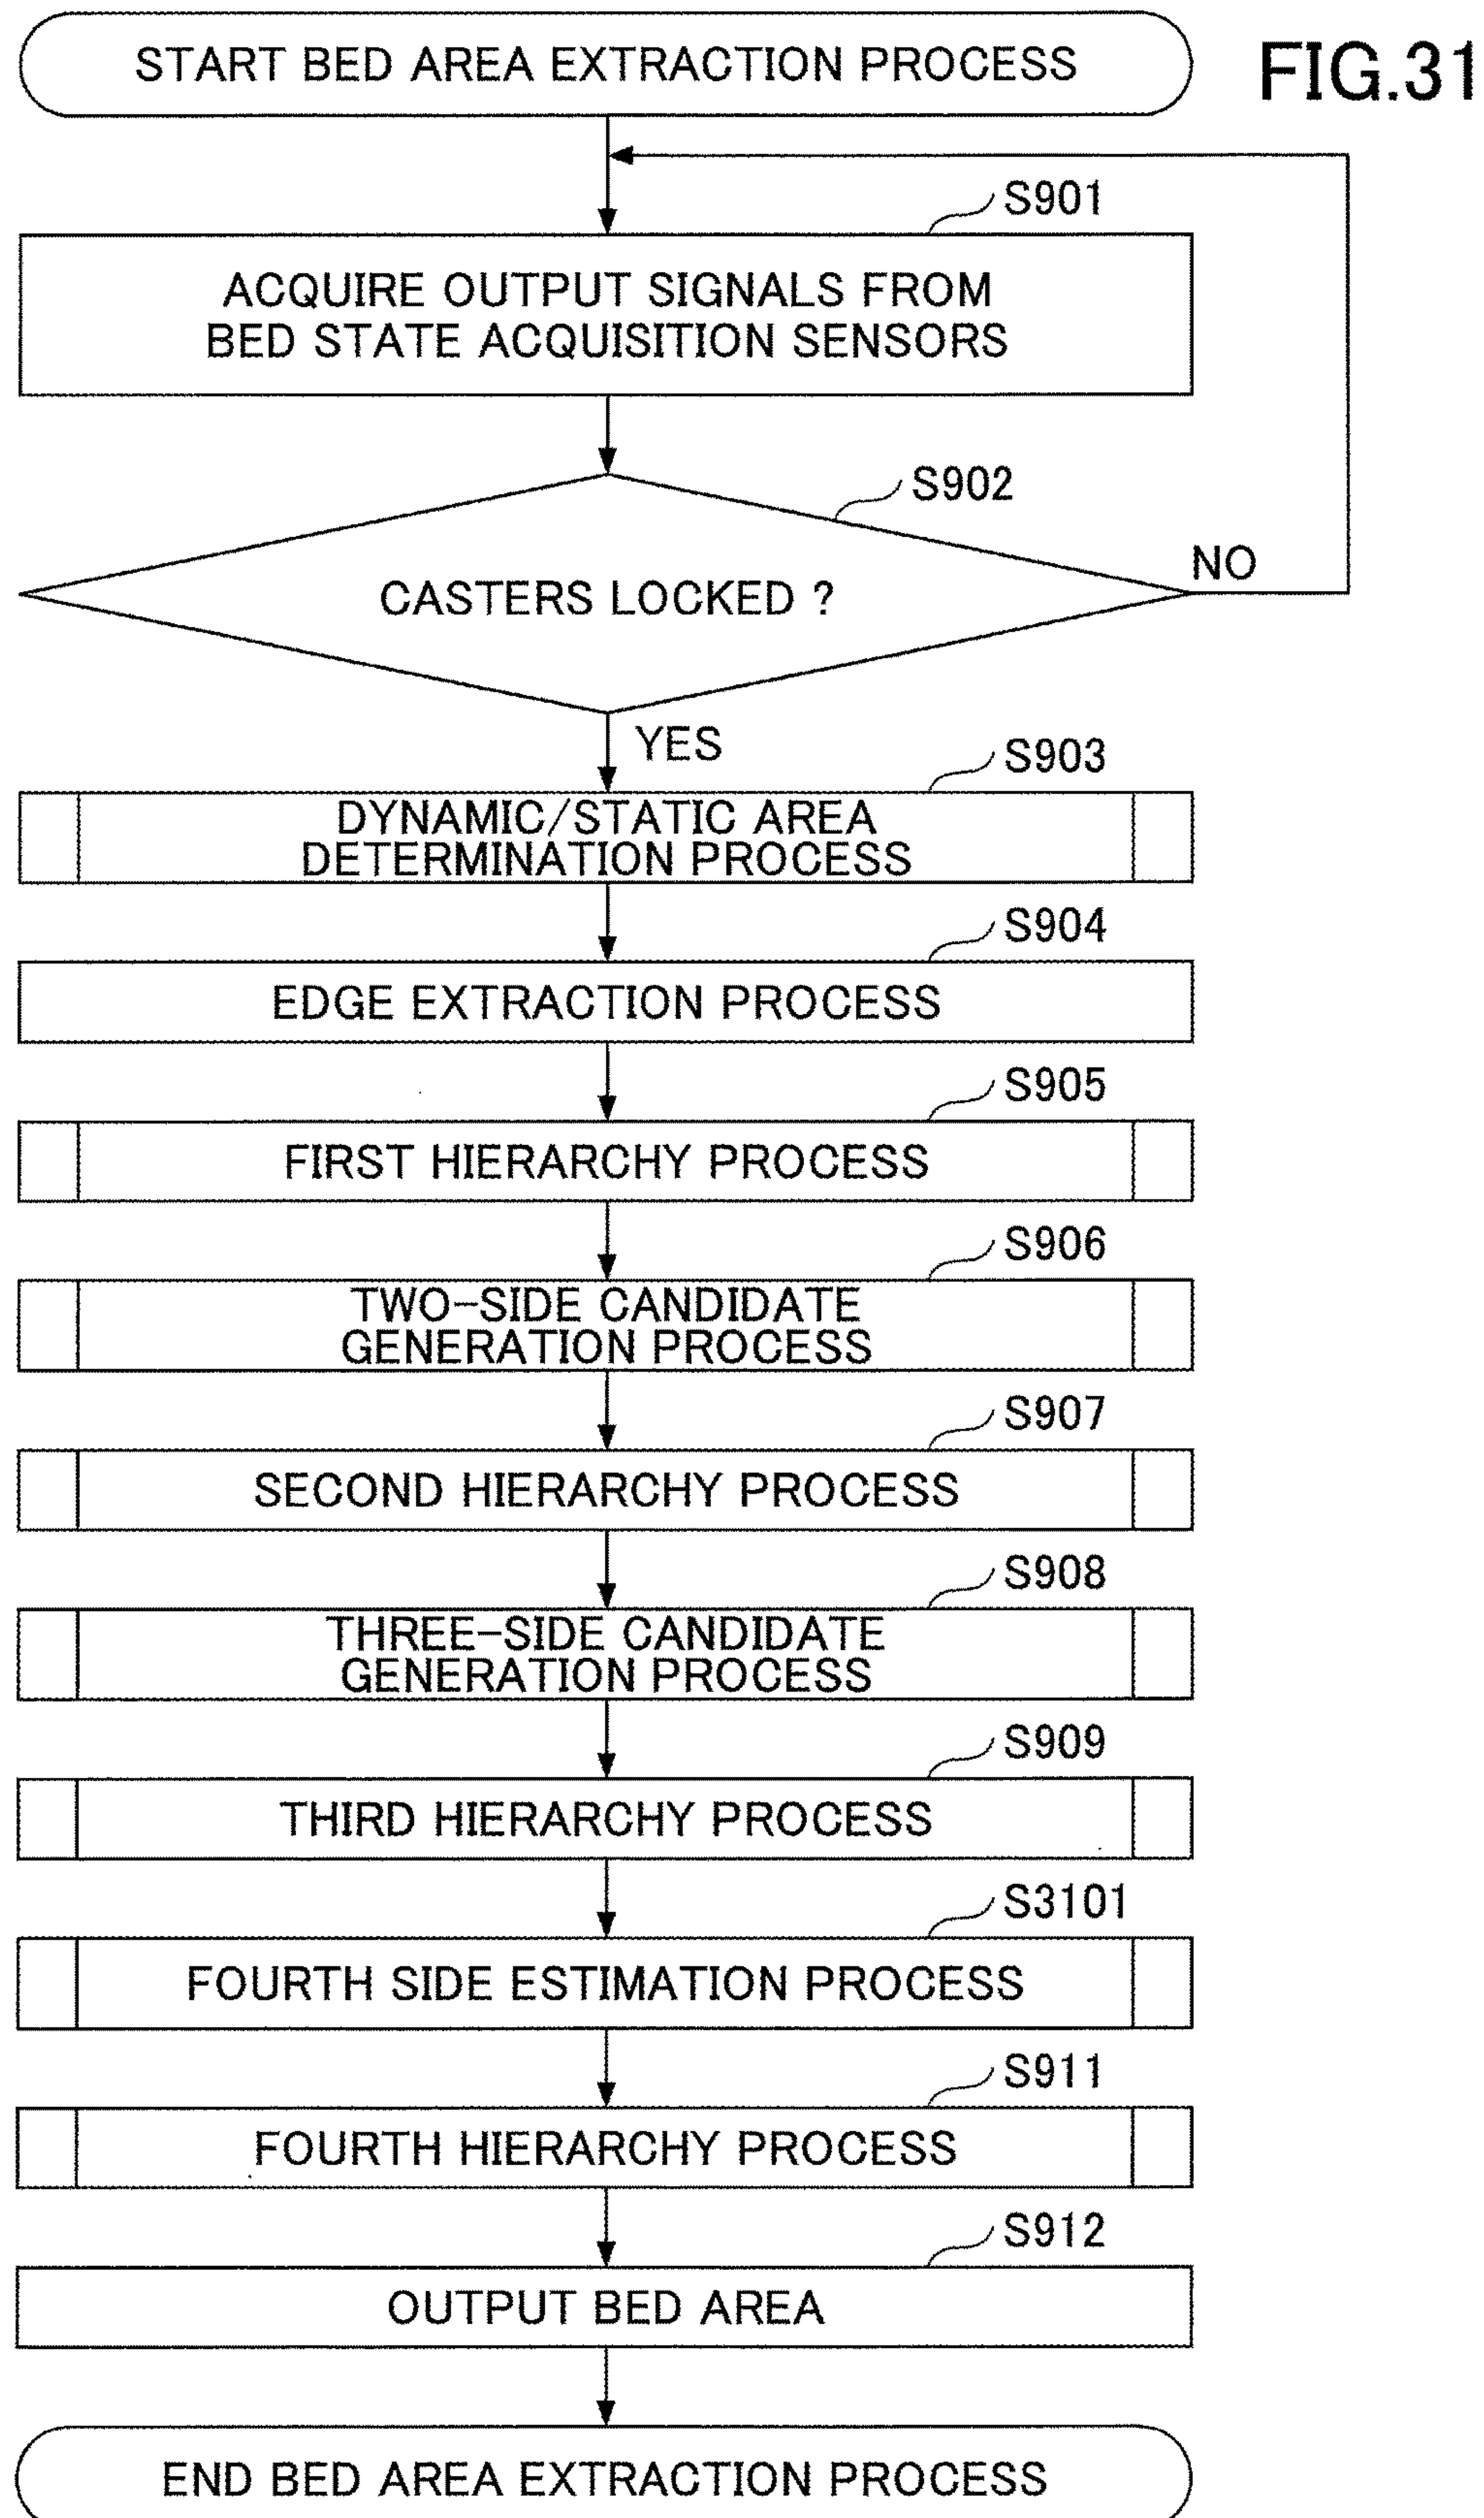 START BED AREA EXTRACTION PROCESS
FIG.31
S901
ACQUIRE OUTPUT SIGNALS FROM
BED STATE ACQUISITION SENSORS
S902
CASTERS LOCKED ?
NO
YES
S903
DYNAMIC/STATIC AREA
DETERMINATION PROCESS
S904
EDGE EXTRACTION PROCESS
S905
FIRST HIERARCHY PROCESS
S906
TWO-SIDE CANDIDATE
GENERATION PROCESS
S907
SECOND HIERARCHY PROCESS
S908
THREE-SIDE CANDIDATE
GENERATION PROCESS
S909
THIRD HIERARCHY PROCESS
S3101
FOURTH SIDE ESTIMATION PROCESS
S911
FOURTH HIERARCHY PROCESS
S912
OUTPUT BED AREA
END BED AREA EXTRACTION PROCESS